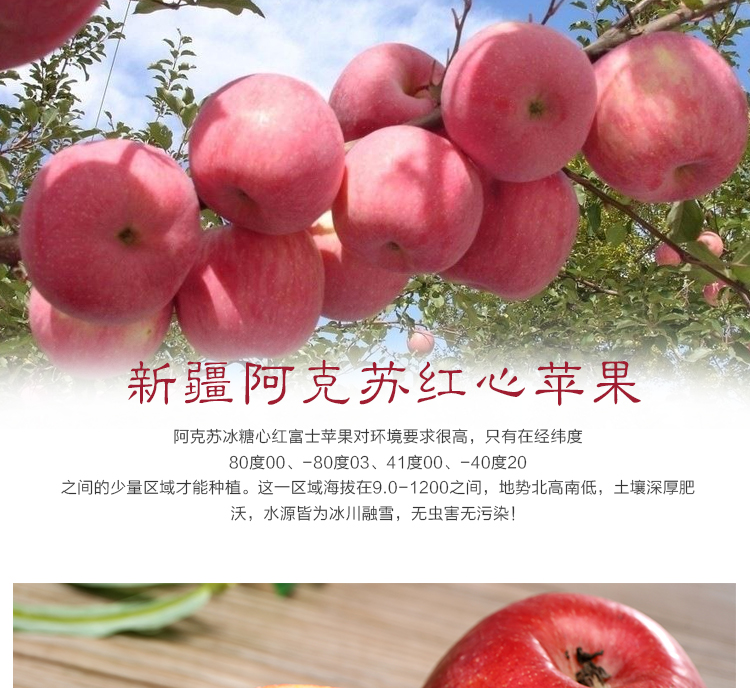 新疆阿克苏红心苹果
阿克苏冰糖心红富士苹果对环境要求很高，只有在经纬度
80度00、-80度03、41度00、-40度20
之间的少量区域才能种植。这一区域海拔在9.0-1200之间，地势北高南低，土壤深厚肥
沃，水源皆为冰川融雪，无虫害无污染！